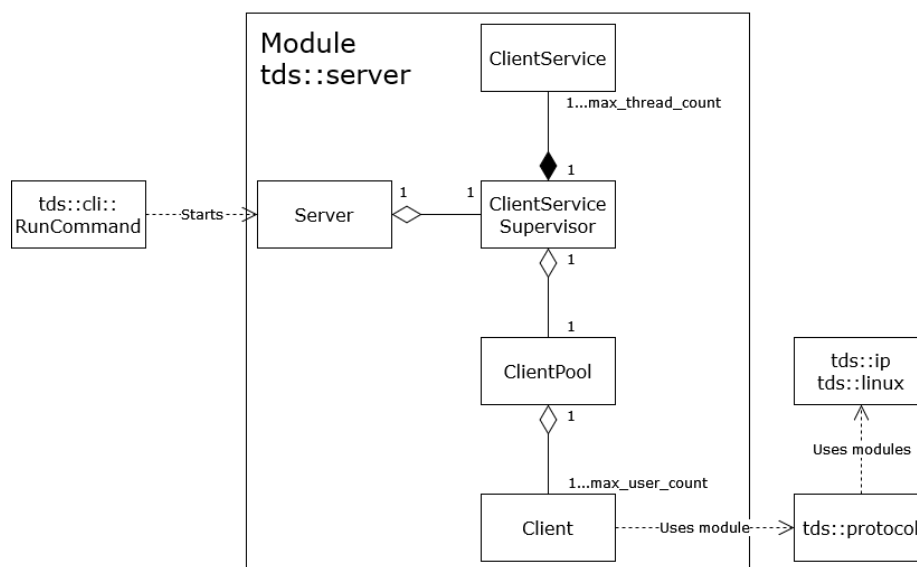 Module
tds::server
ClientService
1...max_thread_count
1
tds::cli::
RunCommand
Starts
Server
1
1
ClientService
Supervisor
1
1
ClientPool
1
tds::ip
tds::linux
Uses modules
1...max_user_count
Client
Uses module
tds::protocol